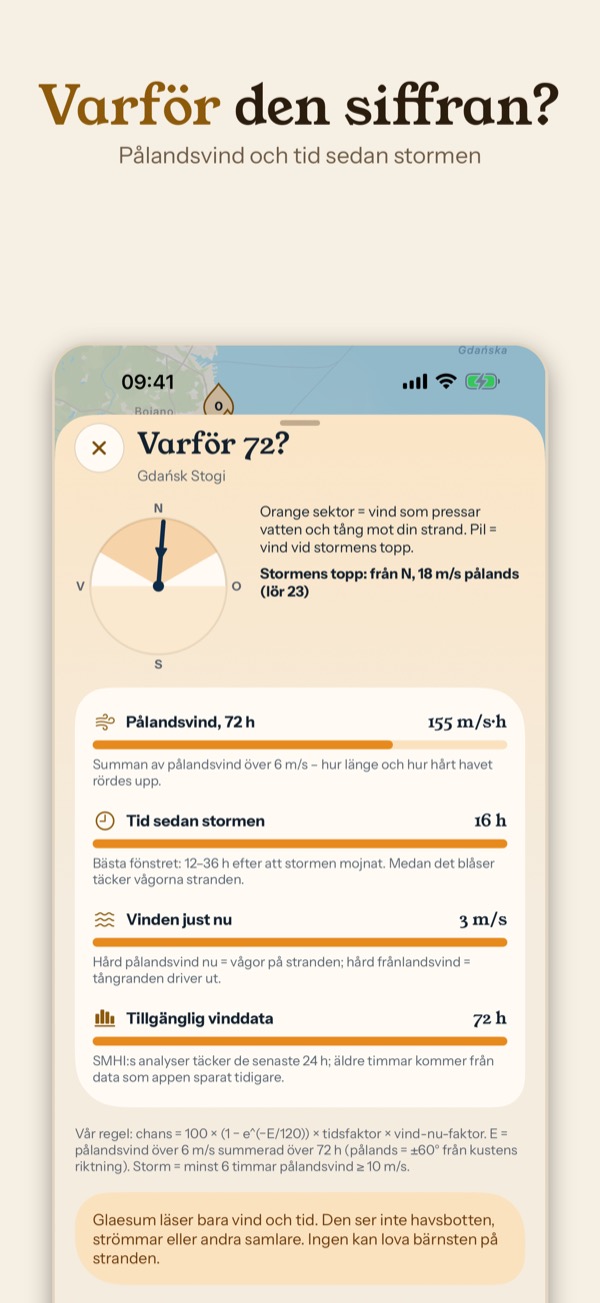 Varför den siffran?
Pålandsvind och tid sedan stormen
Gdańska
09:41
Bojano
0
Varför 72?
Gdańsk Stogi
N
V
O
S
Orange sektor = vind som pressar
vatten och tång mot din strand. Pil =
vind vid stormens topp.
Stormens topp: från N, 18 m/s pålands
(lör 23)
Pålandsvind, 72 h 155 m/s·h
Summan av pålandsvind över 6 m/s – hur länge och hur hårt havet
rördes upp.
Tid sedan stormen 16 h
Bästa fönstret: 12–36 h efter att stormen mojnat. Medan det blåser
täcker vågorna stranden.
Vinden just nu 3 m/s
Hård pålandsvind nu = vågor på stranden; hård frånlandsvind =
tångranden driver ut.
Tillgänglig vinddata 72 h
SMHI:s analyser täcker de senaste 24 h; äldre timmar kommer från
data som appen sparat tidigare.
Vår regel: chans = 100 × (1 − e^(−E/120)) × tidsfaktor × vind-nu-faktor. E =
pålandsvind över 6 m/s summerad över 72 h (pålands = ±60° från kustens
riktning). Storm = minst 6 timmar pålandsvind ≥ 10 m/s.
Glaesum läser bara vind och tid. Den ser inte havsbotten,
strömmar eller andra samlare. Ingen kan lova bärnsten på
stranden.